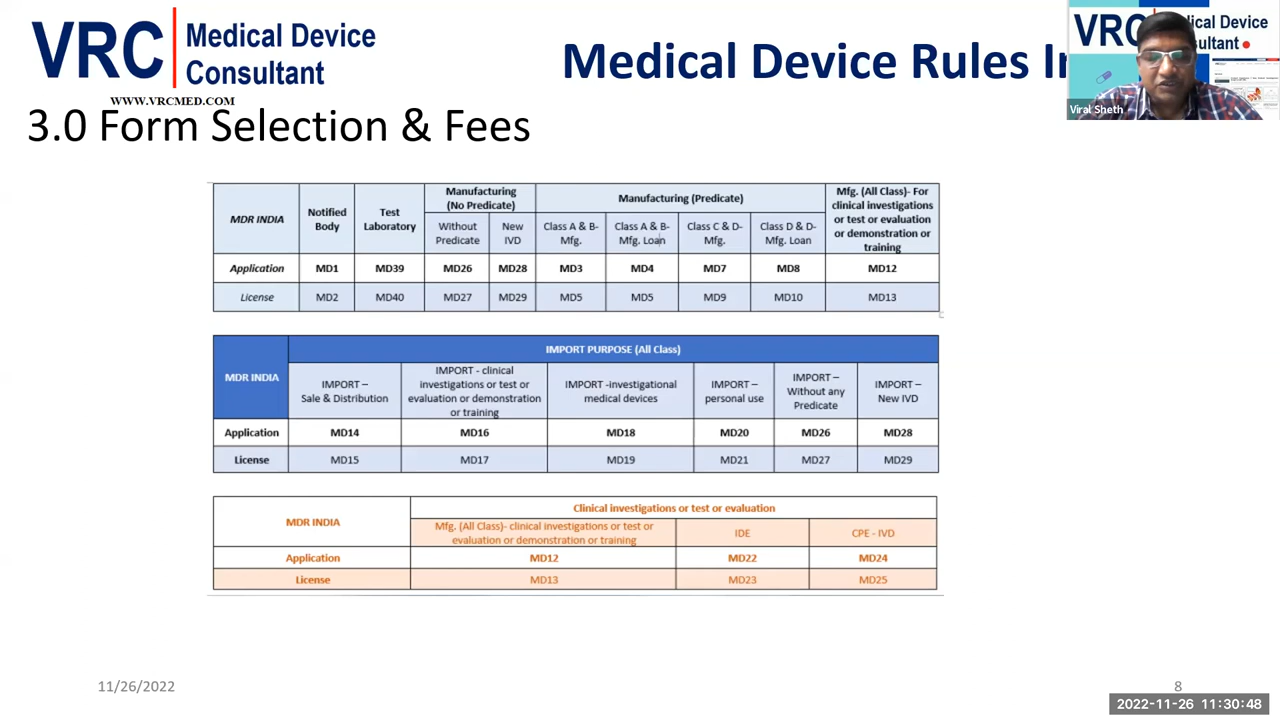 VRC Medical Device
Consultant
WWW.VRCMED.COM
Medical Device Rules In
3.0 Form Selection & Fees
VRC Medical Device
Consultant
Viral Sheth
MDR INDIA
Notified
Body
Test
Laboratory
Manufacturing
(No Predicate)
Manufacturing (Predicate)
Mfg. (All Class)- For
clinical investigations
or test or evaluation
or demonstration or
training
Without
Predicate
New
IVD
Class A & B-
Mfg.
Class A & B-
Mfg. Loan
Class C & D-
Mfg.
Class D & D-
Mfg. Loan
Application MD1 MD39 MD26 MD28 MD3 MD4 MD7 MD8 MD12
License MD2 MD40 MD27 MD29 MD5 MD5 MD9 MD10 MD13
MDR INDIA
IMPORT PURPOSE (All Class)
IMPORT –
Sale & Distribution
IMPORT - clinical
investigations or test or
evaluation or demonstration
or training
IMPORT -investigational
medical devices
IMPORT –
personal use
IMPORT –
Without any
Predicate
IMPORT –
New IVD
Application MD14 MD16 MD18 MD20 MD26 MD28
License MD15 MD17 MD19 MD21 MD27 MD29
MDR INDIA
Clinical investigations or test or evaluation
Mfg. (All Class)- clinical investigations or test or
evaluation or demonstration or training
IDE
CPE - IVD
Application MD12 MD22 MD24
License MD13 MD23 MD25
11/26/2022
8
2022-11-26 11:30:48